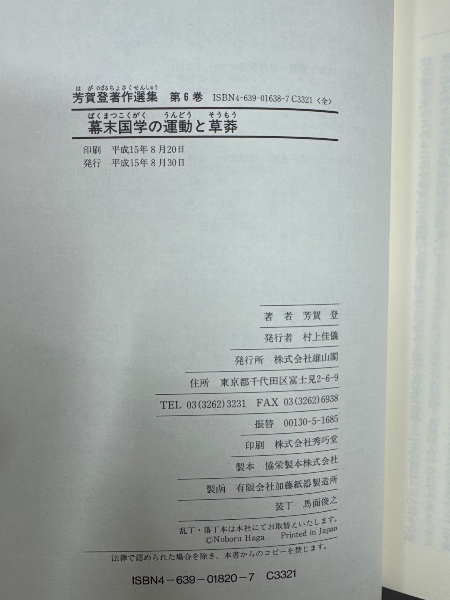 はがのぼるちょさくせんしゅう
芳賀登著作選集 第6巻 ISBN4-639-01638-7 C3321〈全〉
ばくまつこくがく うんどう そうもう
幕末国学の運動と草莽
印刷 平成15年8月20日
発行 平成15年8月30日
著者 芳賀 登
発行者 村上佳儀
発行所 株式会社雄山閣
住所 東京都千代田区富士見2-6-9
TEL 03(3262)3231 FAX 03(3262)6938
振替 00130-5-1685
印刷 株式会社秀巧堂
製本 協栄製本株式会社
製函 有限会社加藤紙器製造所
装丁 馬面俊之
乱丁・落丁本は本社にてお取替えいたします。
©Noboru Haga Printed in Japan
法律で認められた場合を除き、本書からのコピーを禁じます。
ISBN4-639-01820-7 C3321